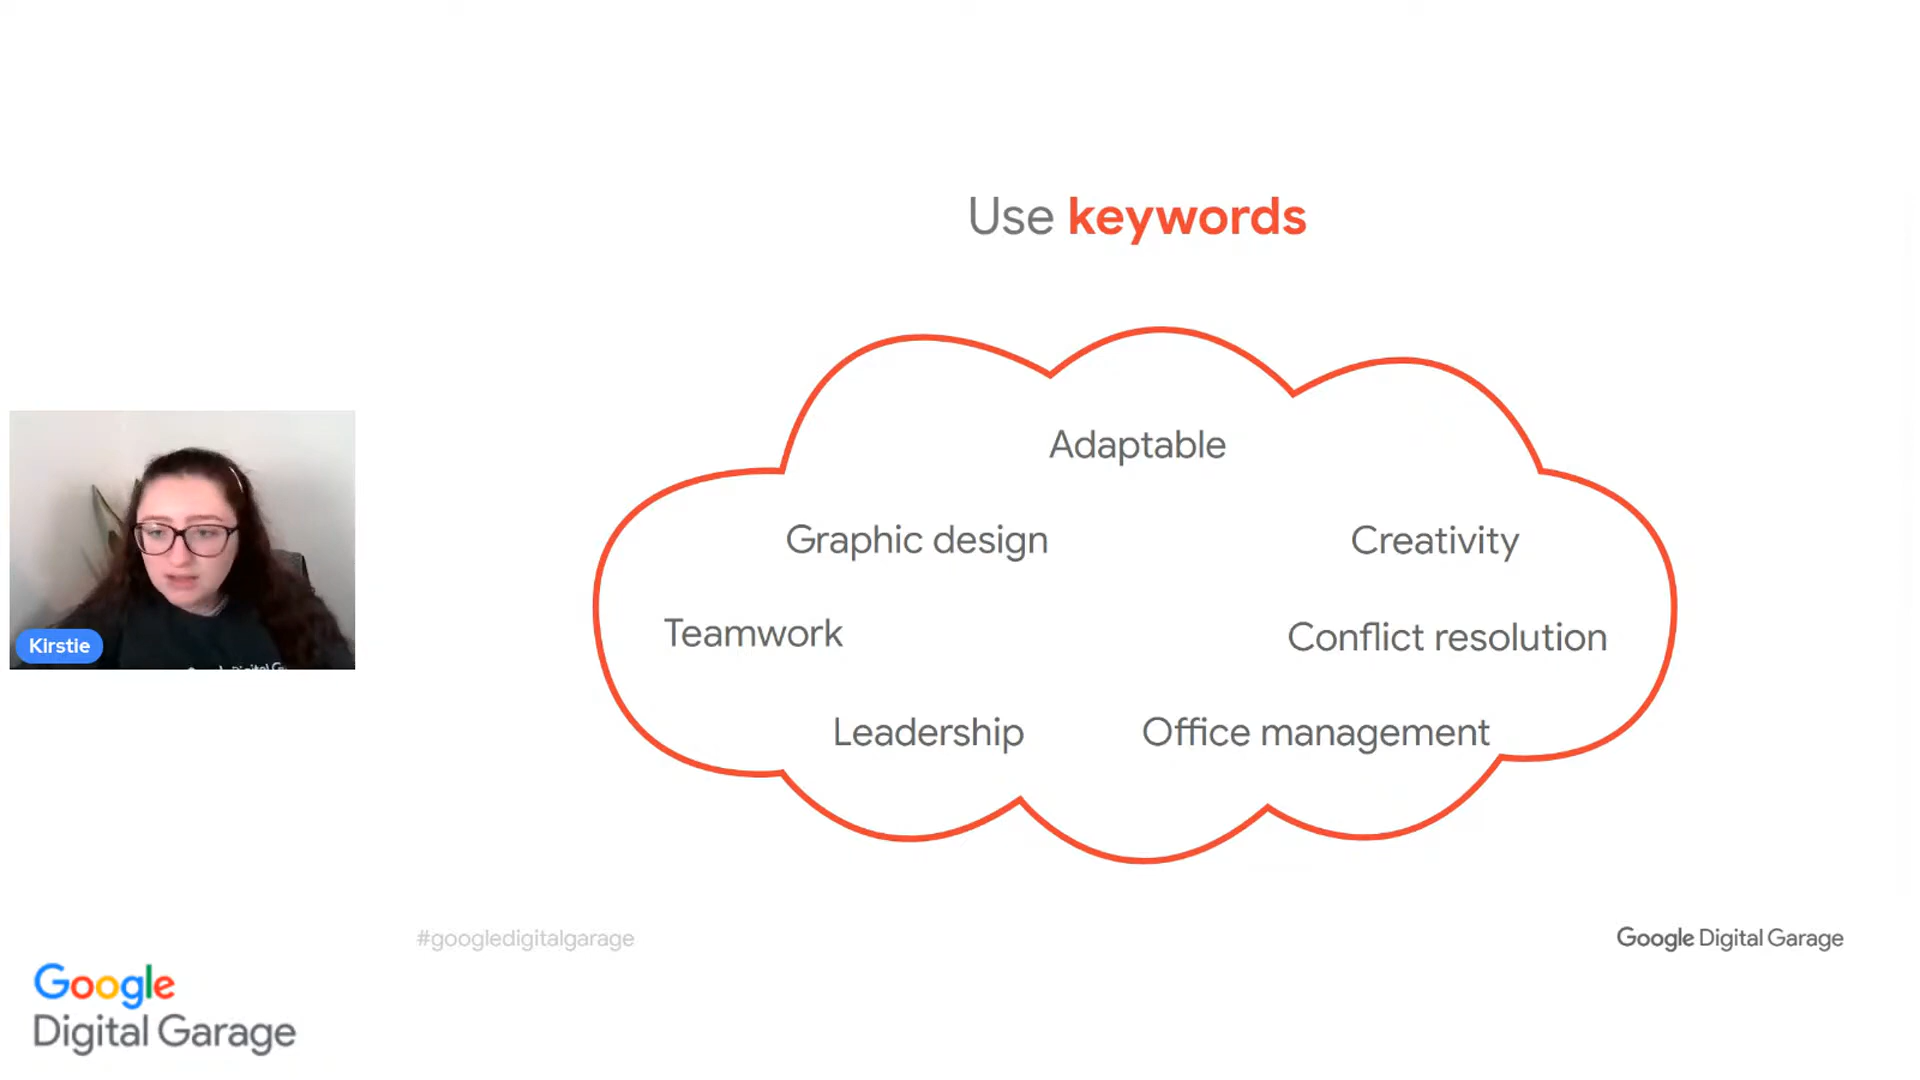 Use keywords
Adaptable
Graphic design
Creativity
Teamwork
Conflict resolution
Leadership
Office management
Kirstie
#googledigitalgarage
Google Digital Garage
Google
Digital Garage